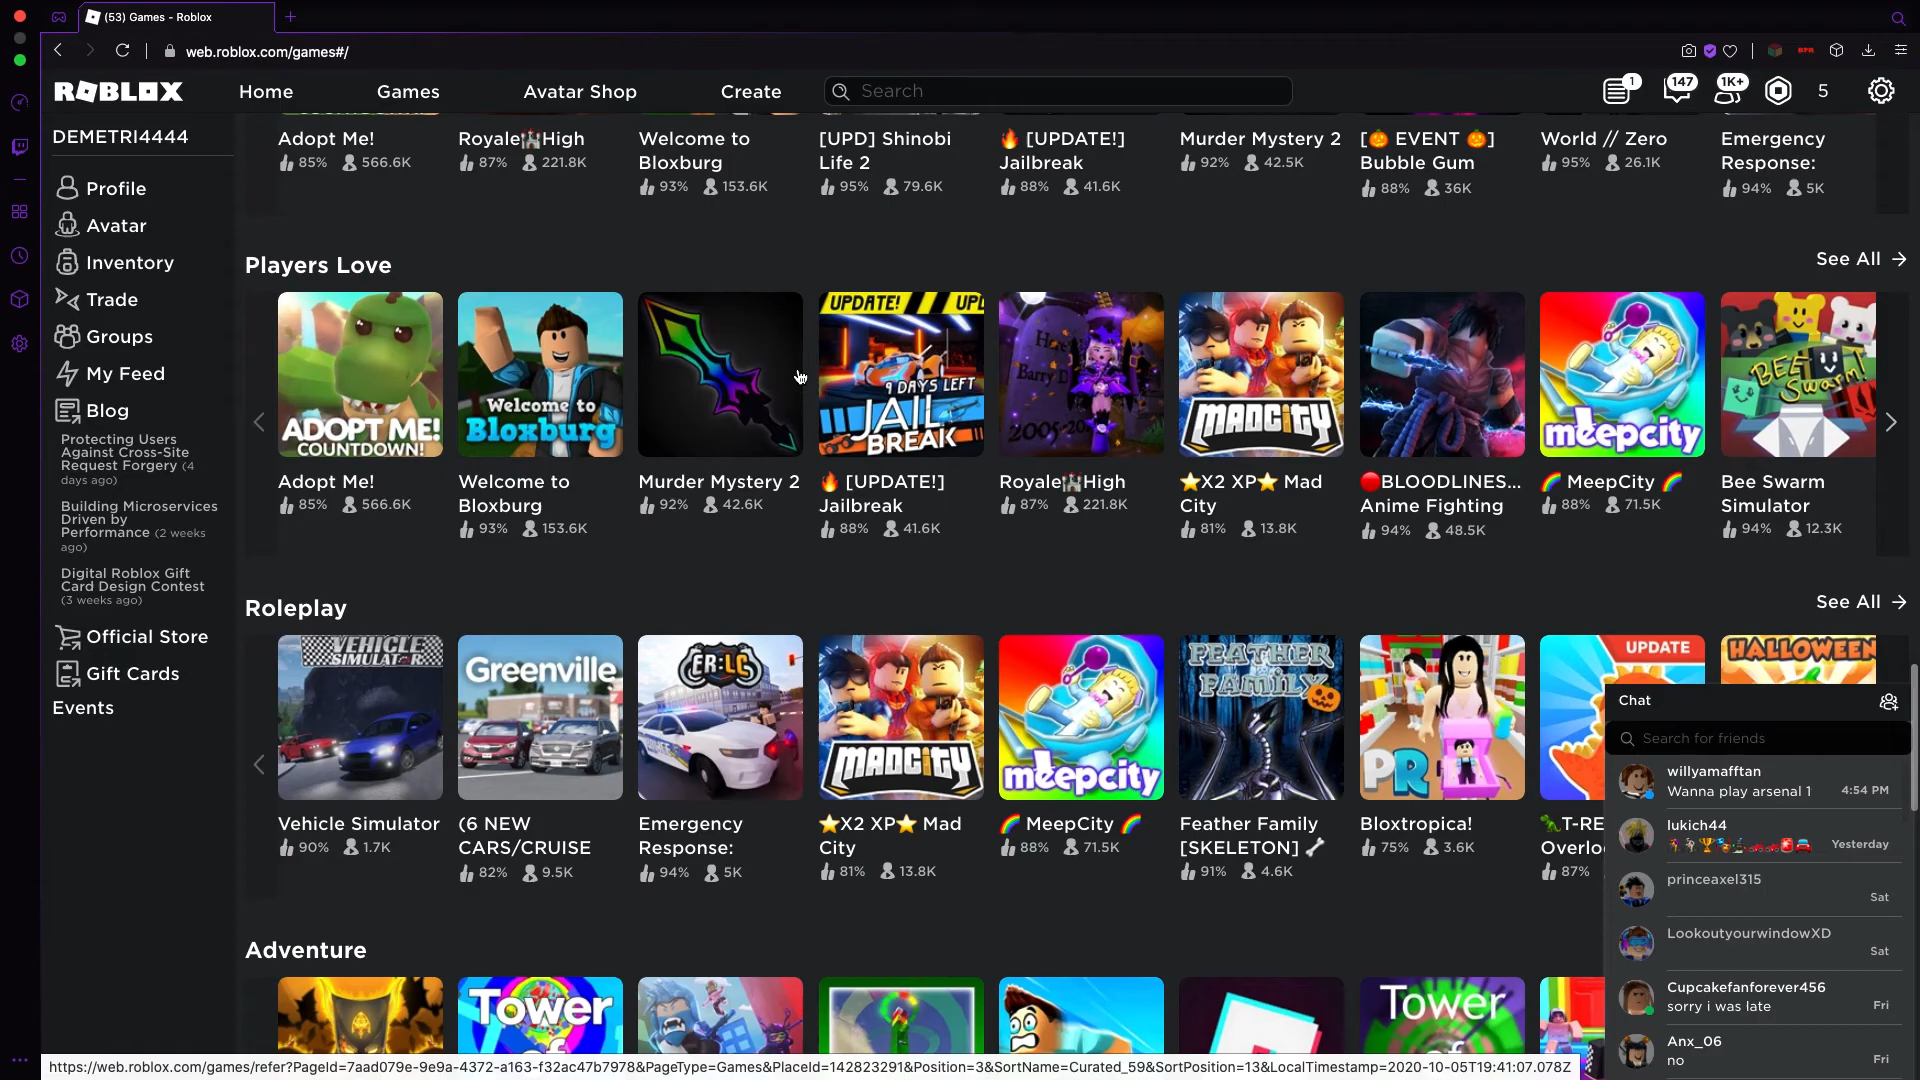 (53) Games - Roblox
web.roblox.com/games#/
ROBLOX
Home
Games
Avatar Shop
Create
Search
1
147
1K+
5
DEMETRI4444
Profile
Avatar
Inventory
Trade
Groups
My Feed
Blog
Protecting Users
Against Cross-Site
Request Forgery (4
days ago)
Building Microservices
Driven by
Performance (2 weeks
ago)
Digital Roblox Gift
Card Design Contest
(3 weeks ago)
Official Store
Gift Cards
Events
Adopt Me!
85% 566.6K
Royale🏰High
87% 221.8K
Welcome to
Bloxburg
93% 153.6K
[UPD] Shinobi
Life 2
95% 79.6K
🔥 [UPDATE!]
Jailbreak
88% 41.6K
Murder Mystery 2
92% 42.5K
[🎃 EVENT 🎃]
Bubble Gum
88% 36K
World // Zero
95% 26.1K
Emergency
Response:
94% 5K
Players Love
See All →
ADOPT ME!
COUNTDOWN!
Adopt Me!
85% 566.6K
Welcome to
Bloxburg
Welcome to
Bloxburg
93% 153.6K
Murder Mystery 2
92% 42.6K
UPDATE! UPD
9 DAYS LEFT
JAIL
BREAK
🔥 [UPDATE!]
Jailbreak
88% 41.6K
Barry D
2005-20
Royale🏰High
87% 221.8K
MADCITY
⭐X2 XP⭐ Mad
City
81% 13.8K
🔴BLOODLINES...
Anime Fighting
94% 48.5K
meepcity
🌈 MeepCity 🌈
88% 71.5K
BEE
Swarm!
Bee Swarm
Simulator
94% 12.3K
Roleplay
See All →
VEHICLE
SIMULATOR
Vehicle Simulator
90% 1.7K
Greenville
(6 NEW
CARS/CRUISE
82% 9.5K
ER:LC
Emergency
Response:
94% 5K
MADCITY
⭐X2 XP⭐ Mad
City
81% 13.8K
meepcity
🌈 MeepCity 🌈
88% 71.5K
FEATHER
FAMILY
Feather Family
[SKELETON] 🦴
91% 4.6K
PR
Bloxtropica!
75% 3.6K
UPDATE
🦖T-RE
Overlo
87%
HALLOWEEN
Adventure
Tower
of
Tower
of
Chat
Search for friends
willyamafftan
Wanna play arsenal 1 4:54 PM
lukich44
Yesterday
princeaxel315
Sat
LookoutyourwindowXD
Sat
Cupcakefanforever456
sorry i was late Fri
Anx_06
no Fri
https://web.roblox.com/games/refer?PageId=7aad079e-9e9a-4372-a163-f32ac47b7978&PageType=Games&PlaceId=142823291&Position=3&SortName=Curated_59&SortPosition=13&LocalTimestamp=2020-10-05T19:41:07.078Z